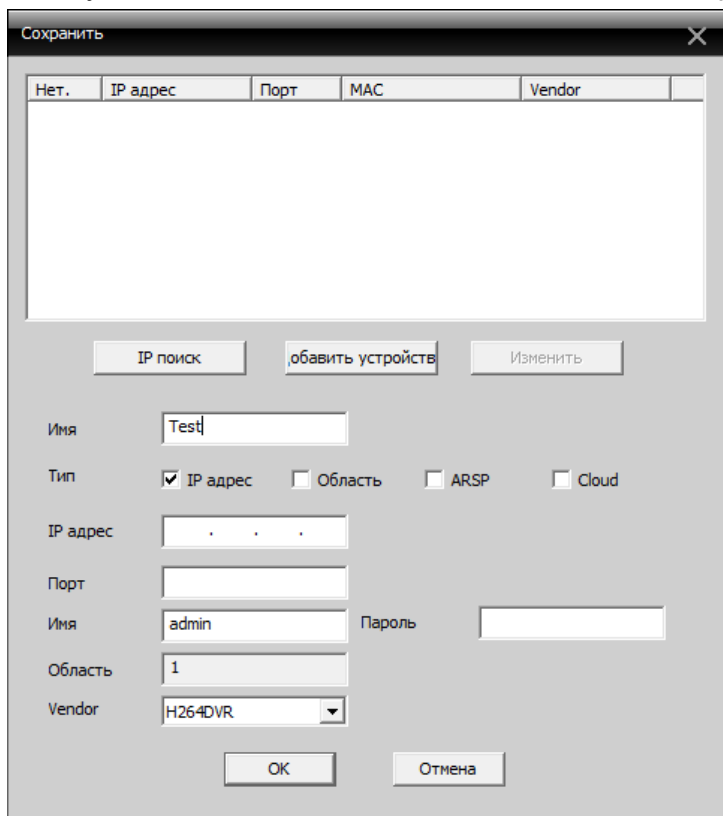 Сохранить
Нет. IP адрес Порт MAC Vendor
IP поиск обавить устройств Изменить
Имя Test
Тип IP адрес Область ARSP Cloud
IP адрес . . .
Порт
Имя admin Пароль
Область 1
Vendor H264DVR
OK Отмена